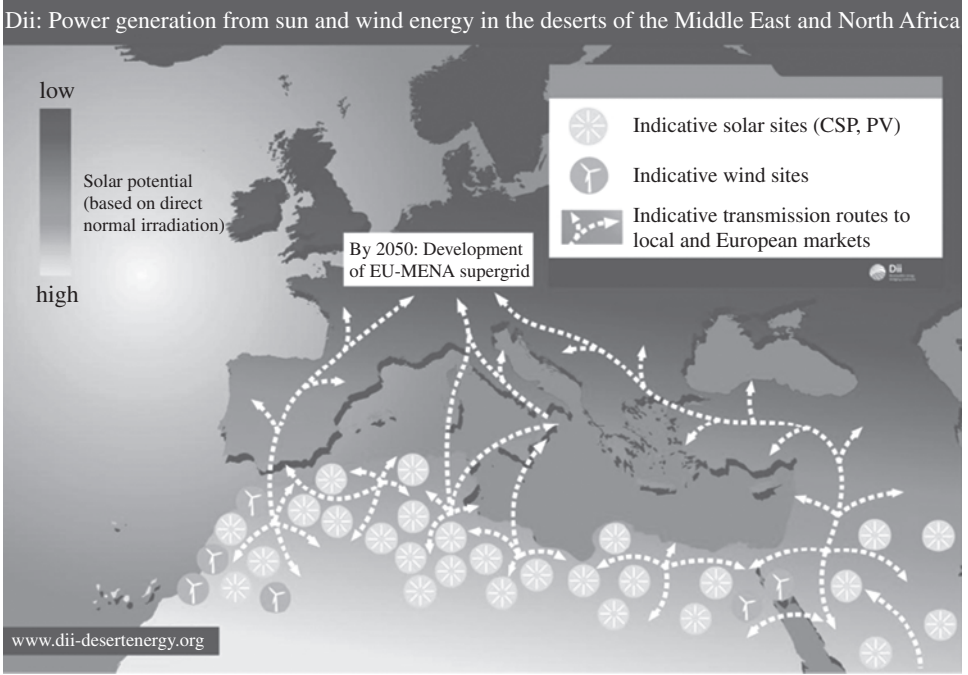 Dii: Power generation from sun and wind energy in the deserts of the Middle East and North Africa
low
Solar potential
(based on direct
normal irradiation)
high
Indicative solar sites (CSP, PV)
Indicative wind sites
Indicative transmission routes to
local and European markets
Dii
By 2050: Development
of EU-MENA supergrid
www.dii-desertenergy.org